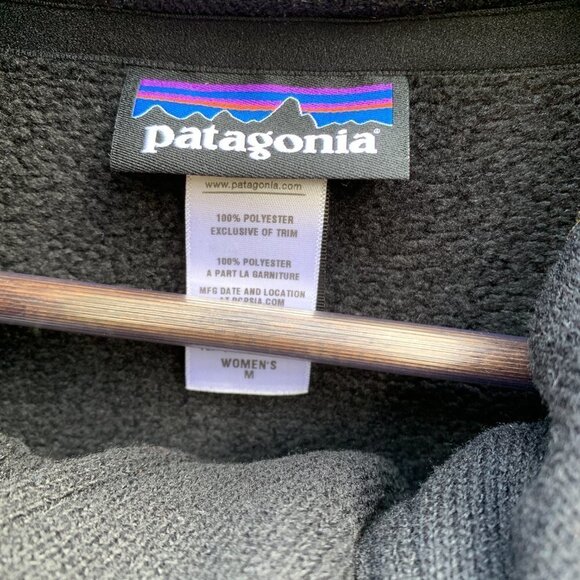 patagonia®
www.patagonia.com
100% POLYESTER
EXCLUSIVE OF TRIM
100% POLYESTER
A PART LA GARNITURE
MFG DATE AND LOCATION
WOMEN'S
M